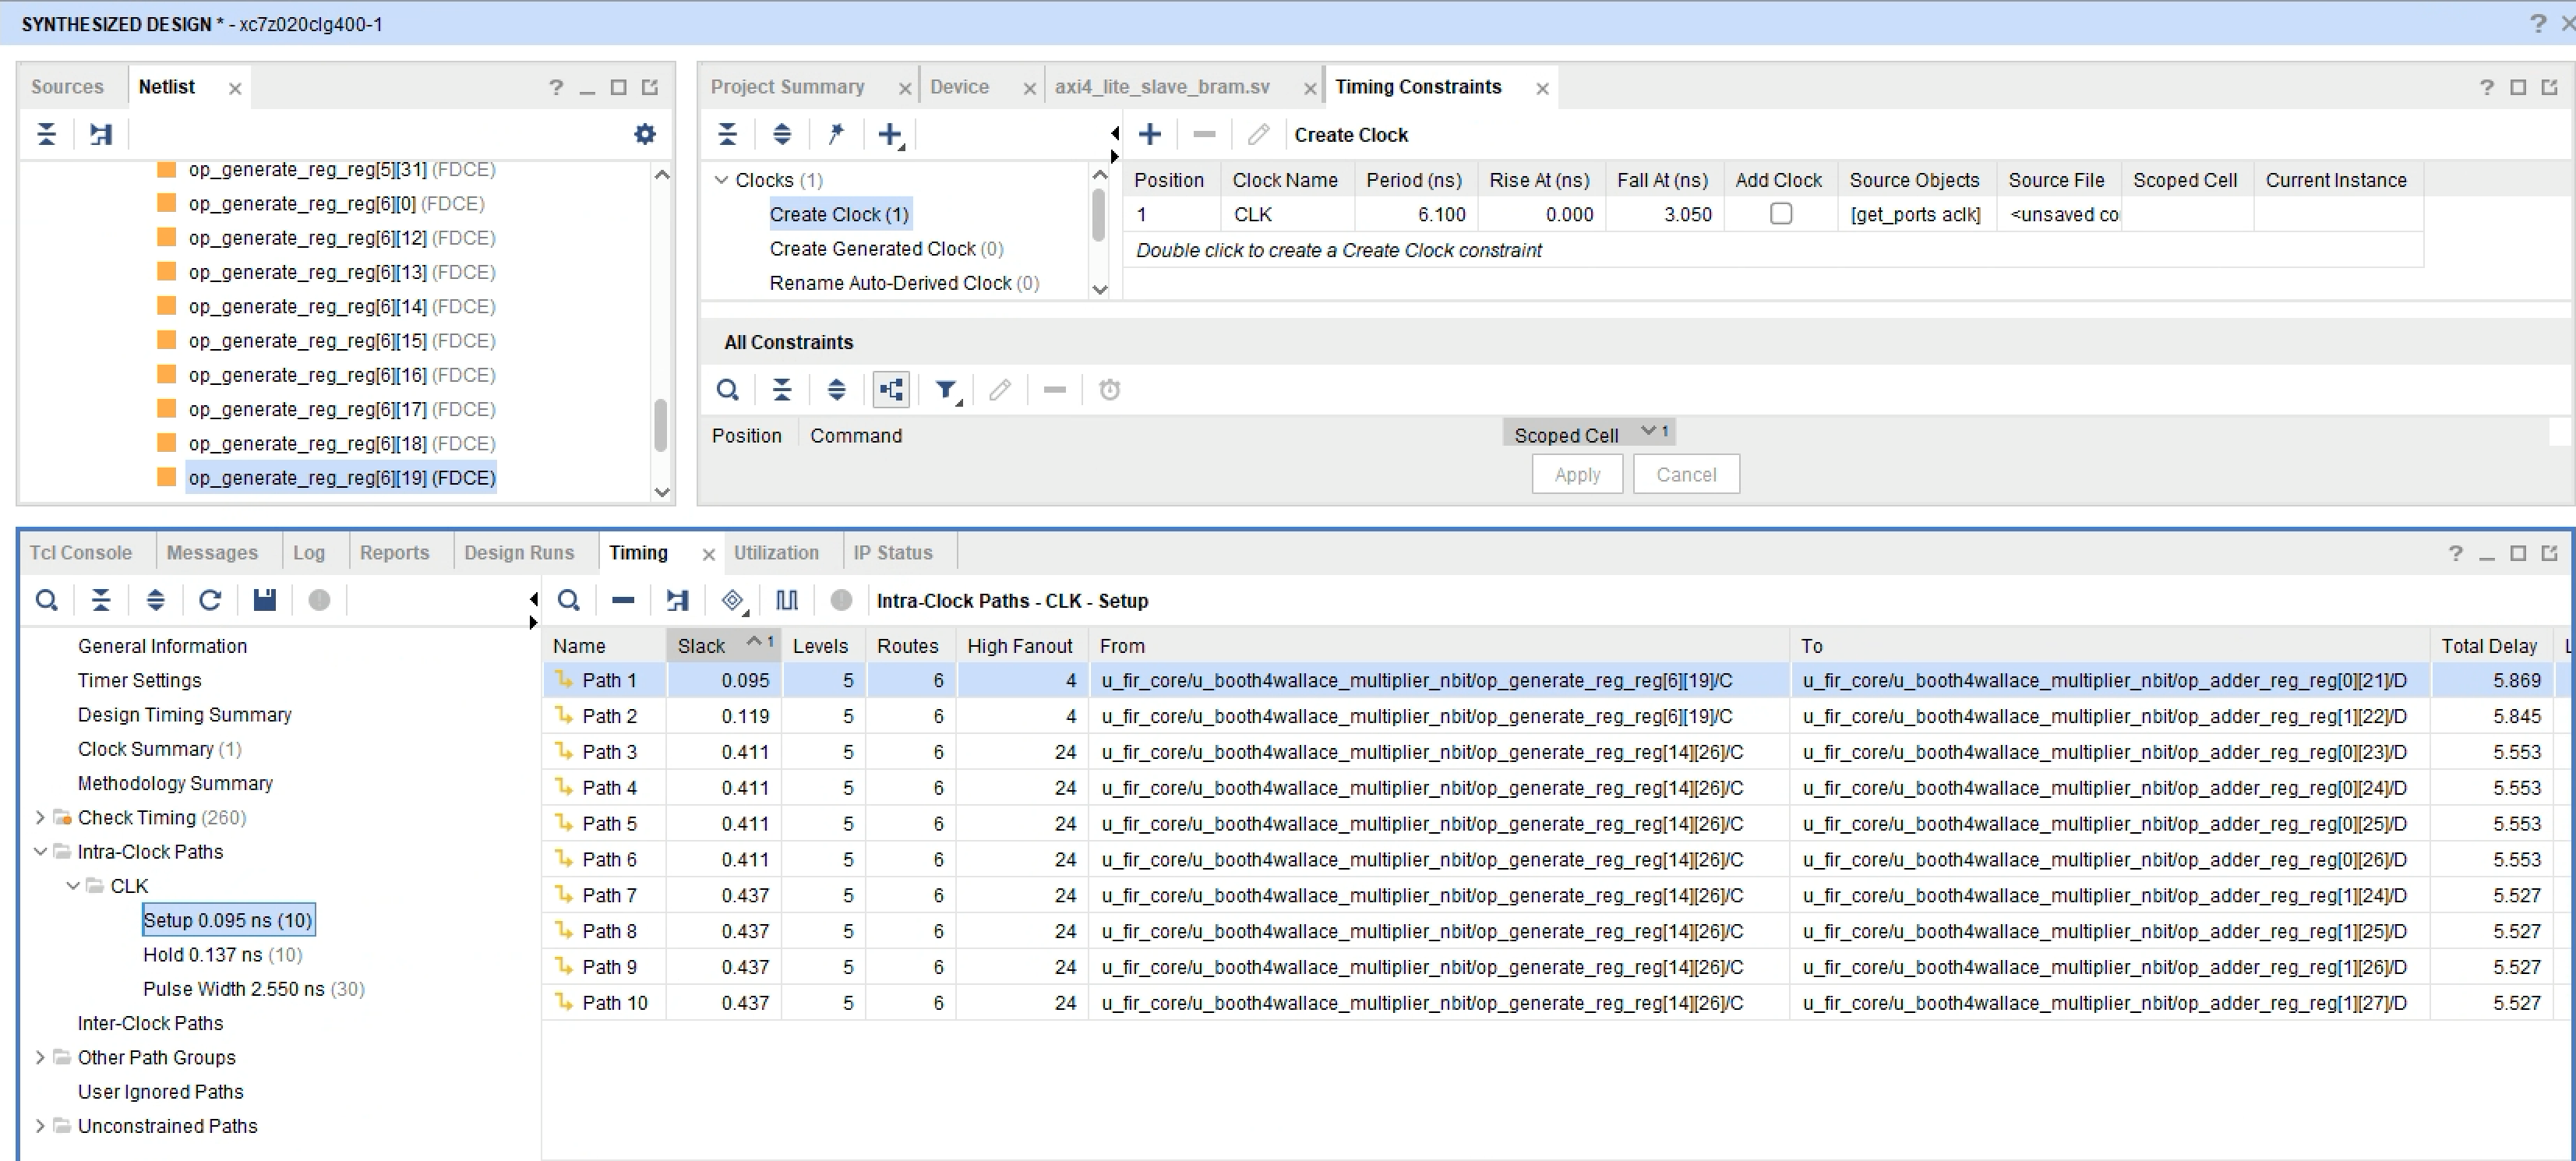 SYNTHESIZED DESIGN * - xc7z020clg400-1
Sources Netlist
op_generate_reg_reg[5][31] (FDCE)
op_generate_reg_reg[6][0] (FDCE)
op_generate_reg_reg[6][12] (FDCE)
op_generate_reg_reg[6][13] (FDCE)
op_generate_reg_reg[6][14] (FDCE)
op_generate_reg_reg[6][15] (FDCE)
op_generate_reg_reg[6][16] (FDCE)
op_generate_reg_reg[6][17] (FDCE)
op_generate_reg_reg[6][18] (FDCE)
op_generate_reg_reg[6][19] (FDCE)
Project Summary Device axi4_lite_slave_bram.sv Timing Constraints
Create Clock
Clocks (1)
Create Clock (1)
Create Generated Clock (0)
Rename Auto-Derived Clock (0)
Position Clock Name Period (ns) Rise At (ns) Fall At (ns) Add Clock Source Objects Source File Scoped Cell Current Instance
1 CLK 6.100 0.000 3.050 [get_ports aclk] <unsaved co
Double click to create a Create Clock constraint
All Constraints
Position Command Scoped Cell 1
Apply Cancel
Tcl Console Messages Log Reports Design Runs Timing Utilization IP Status
Intra-Clock Paths - CLK - Setup
General Information
Timer Settings
Design Timing Summary
Clock Summary (1)
Methodology Summary
Check Timing (260)
Intra-Clock Paths
CLK
Setup 0.095 ns (10)
Hold 0.137 ns (10)
Pulse Width 2.550 ns (30)
Inter-Clock Paths
Other Path Groups
User Ignored Paths
Unconstrained Paths
Name Slack 1 Levels Routes High Fanout From To Total Delay L
Path 1 0.095 5 6 4 u_fir_core/u_booth4wallace_multiplier_nbit/op_generate_reg_reg[6][19]/C u_fir_core/u_booth4wallace_multiplier_nbit/op_adder_reg_reg[0][21]/D 5.869
Path 2 0.119 5 6 4 u_fir_core/u_booth4wallace_multiplier_nbit/op_generate_reg_reg[6][19]/C u_fir_core/u_booth4wallace_multiplier_nbit/op_adder_reg_reg[1][22]/D 5.845
Path 3 0.411 5 6 24 u_fir_core/u_booth4wallace_multiplier_nbit/op_generate_reg_reg[14][26]/C u_fir_core/u_booth4wallace_multiplier_nbit/op_adder_reg_reg[0][23]/D 5.553
Path 4 0.411 5 6 24 u_fir_core/u_booth4wallace_multiplier_nbit/op_generate_reg_reg[14][26]/C u_fir_core/u_booth4wallace_multiplier_nbit/op_adder_reg_reg[0][24]/D 5.553
Path 5 0.411 5 6 24 u_fir_core/u_booth4wallace_multiplier_nbit/op_generate_reg_reg[14][26]/C u_fir_core/u_booth4wallace_multiplier_nbit/op_adder_reg_reg[0][25]/D 5.553
Path 6 0.411 5 6 24 u_fir_core/u_booth4wallace_multiplier_nbit/op_generate_reg_reg[14][26]/C u_fir_core/u_booth4wallace_multiplier_nbit/op_adder_reg_reg[0][26]/D 5.553
Path 7 0.437 5 6 24 u_fir_core/u_booth4wallace_multiplier_nbit/op_generate_reg_reg[14][26]/C u_fir_core/u_booth4wallace_multiplier_nbit/op_adder_reg_reg[1][24]/D 5.527
Path 8 0.437 5 6 24 u_fir_core/u_booth4wallace_multiplier_nbit/op_generate_reg_reg[14][26]/C u_fir_core/u_booth4wallace_multiplier_nbit/op_adder_reg_reg[1][25]/D 5.527
Path 9 0.437 5 6 24 u_fir_core/u_booth4wallace_multiplier_nbit/op_generate_reg_reg[14][26]/C u_fir_core/u_booth4wallace_multiplier_nbit/op_adder_reg_reg[1][26]/D 5.527
Path 10 0.437 5 6 24 u_fir_core/u_booth4wallace_multiplier_nbit/op_generate_reg_reg[14][26]/C u_fir_core/u_booth4wallace_multiplier_nbit/op_adder_reg_reg[1][27]/D 5.527